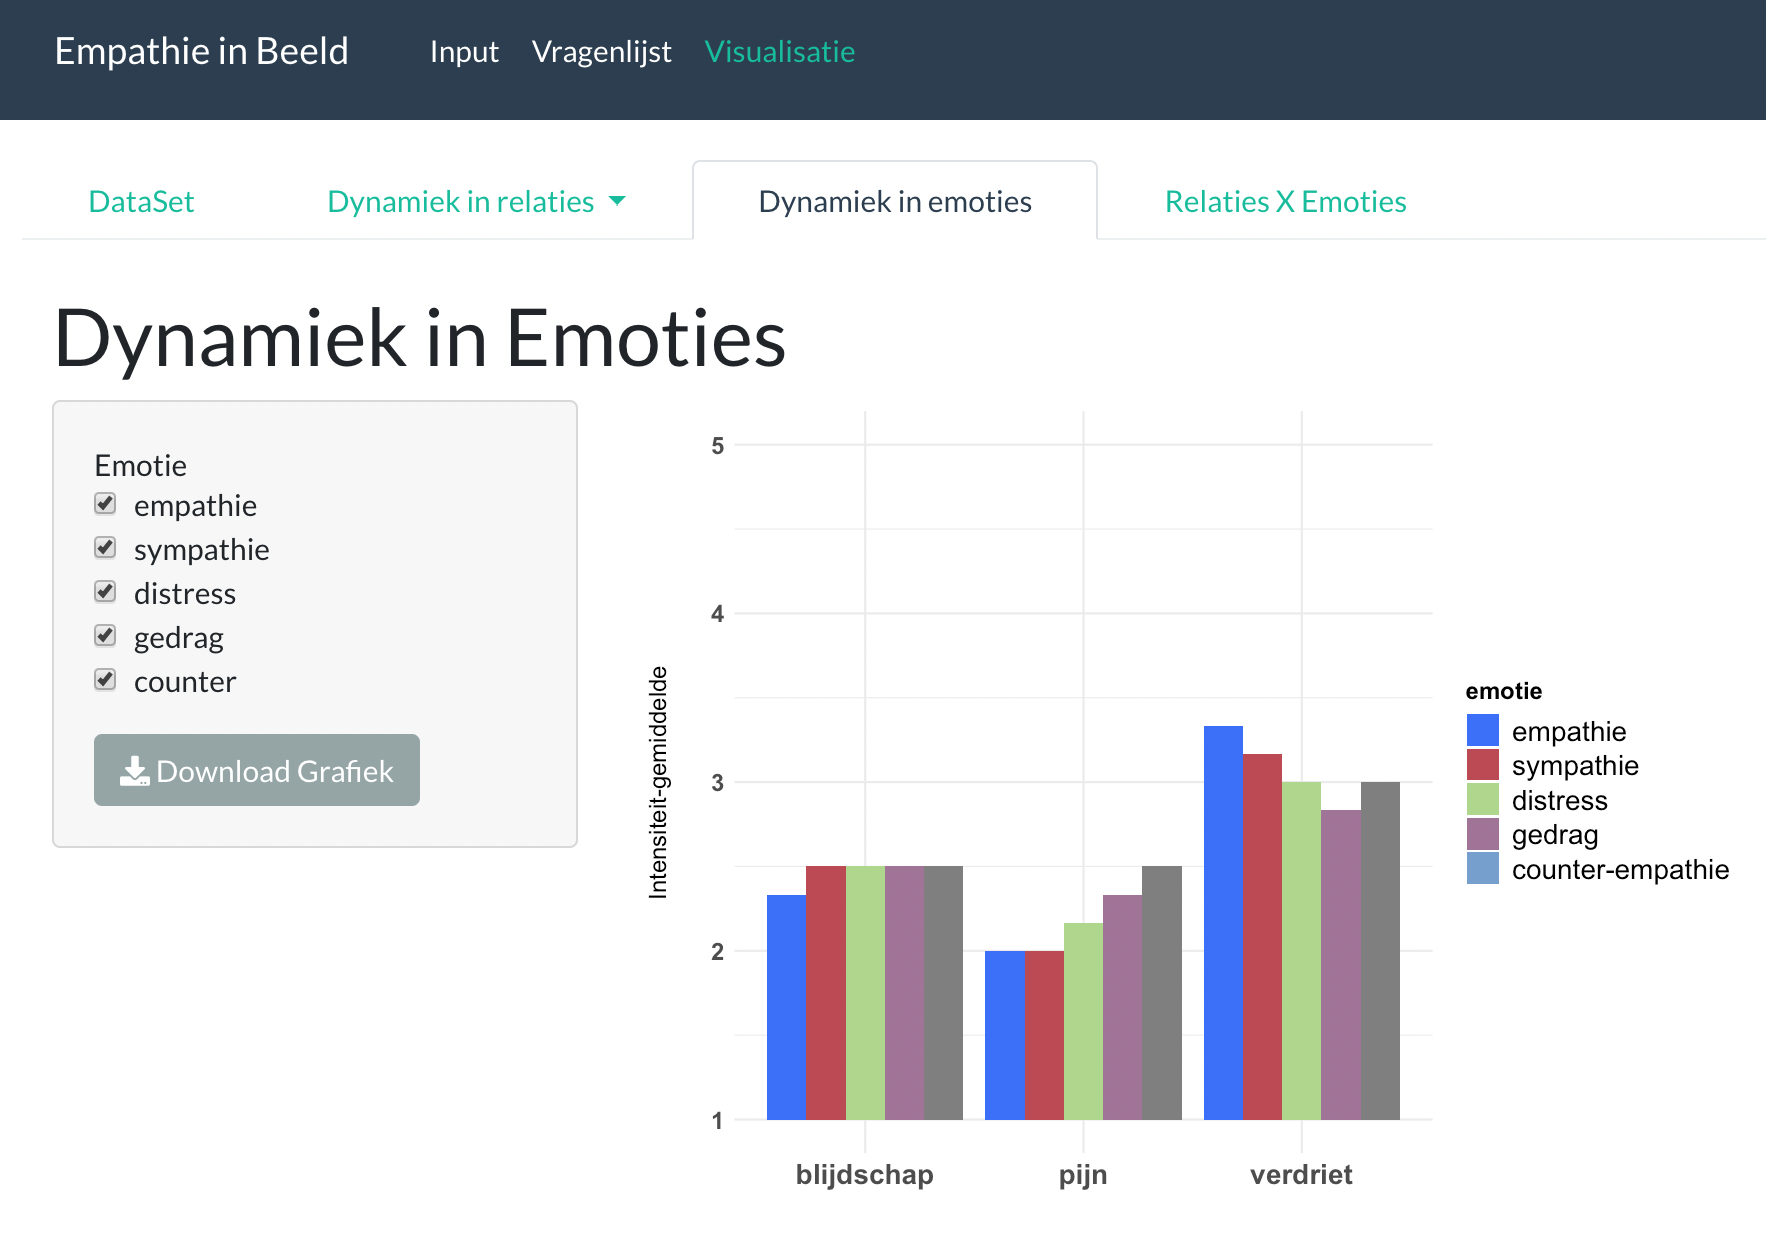 Empathie in Beeld Input Vragenlijst Visualisatie
DataSet Dynamiek in relaties Dynamiek in emoties Relaties X Emoties
Dynamiek in Emoties
Emotie
empathie
sympathie
distress
gedrag
counter
Download Grafiek
Intensiteit-gemiddelde
5
4
3
2
1
blijdschap pijn verdriet
emotie
empathie
sympathie
distress
gedrag
counter-empathie